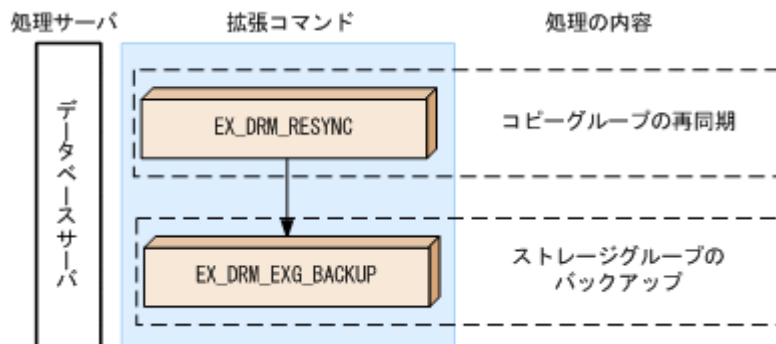 処理サーバ
拡張コマンド
処理の内容
データベースサーバ
EX_DRM_RESYNC
コピーグループの再同期
EX_DRM_EXG_BACKUP
ストレージグループの
バックアップ